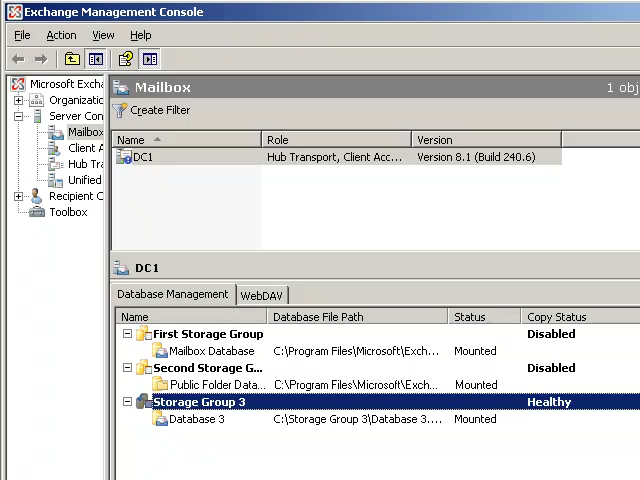 Exchange Management Console
File Action View Help
Microsoft Excha
Organizatio
Server Con
Mailbox
Client A
Hub Tra
Unified
Recipient C
Toolbox
Mailbox 1 obj
Create Filter
Name Role Version
DC1 Hub Transport, Client Acc... Version 8.1 (Build 240.6)
DC1
Database Management WebDAV
Name Database File Path Status Copy Status
First Storage Group Disabled
Mailbox Database C:\Program Files\Microsoft\Exch... Mounted
Second Storage G... Disabled
Public Folder Data... C:\Program Files\Microsoft\Exch... Mounted
Storage Group 3 Healthy
Database 3 C:\Storage Group 3\Database 3.... Mounted